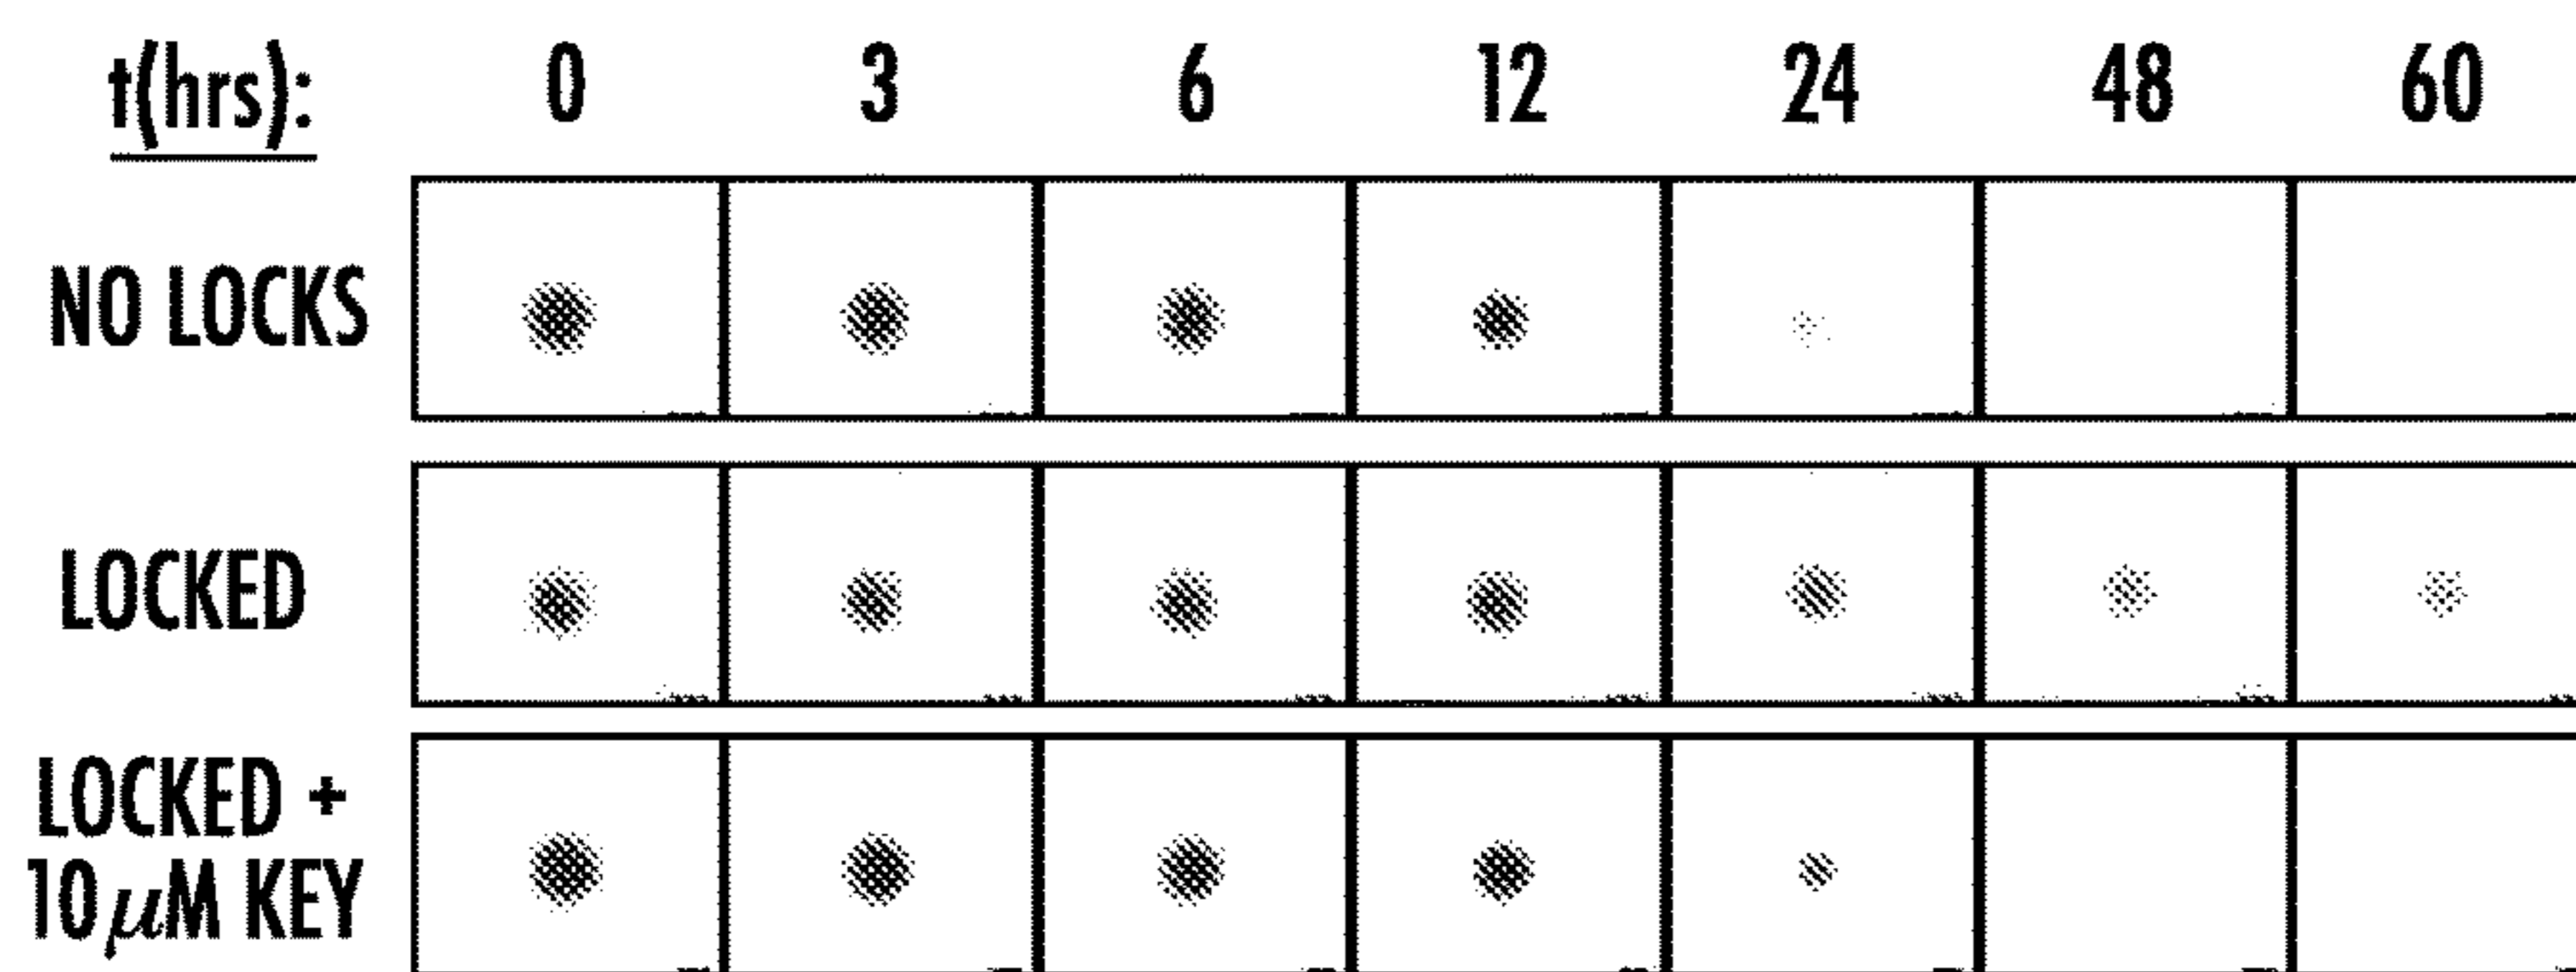 t(hrs): 0 3 6 12 24 48 60
NO LOCKS
LOCKED
LOCKED +
10μM KEY